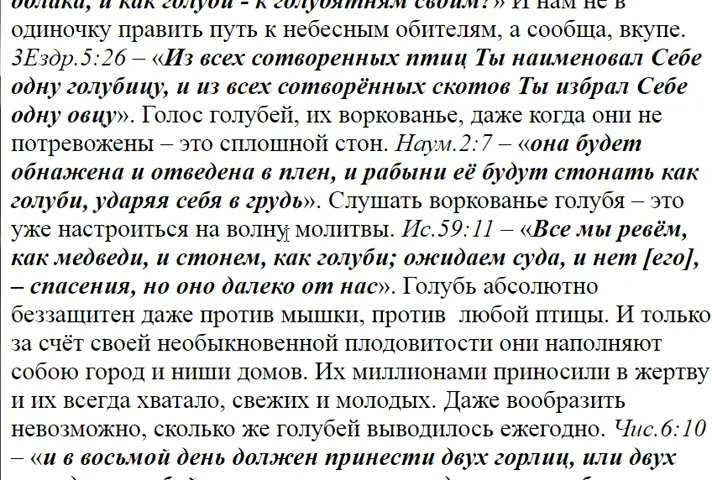 облака, и как голуби - к голубятням своим?» И нам не в
одиночку править путь к небесным обителям, а сообща, вкупе.
3Ездр.5:26 – «Из всех сотворенных птиц Ты наименовал Себе
одну голубицу, и из всех сотворённых скотов Ты избрал Себе
одну овцу». Голос голубей, их воркованье, даже когда они не
потревожены – это сплошной стон. Наум.2:7 – «она будет
обнажена и отведена в плен, и рабыни её будут стонать как
голуби, ударяя себя в грудь». Слушать воркованье голубя – это
уже настроиться на волну молитвы. Ис.59:11 – «Все мы ревём,
как медведи, и стонем, как голуби; ожидаем суда, и нет [его],
– спасения, но оно далеко от нас». Голубь абсолютно
беззащитен даже против мышки, против  любой птицы. И только
за счёт своей необыкновенной плодовитости они наполняют
собою город и ниши домов. Их миллионами приносили в жертву
и их всегда хватало, свежих и молодых. Даже вообразить
невозможно, сколько же голубей выводилось ежегодно. Чис.6:10
– «и в восьмой день должен принести двух горлиц, или двух